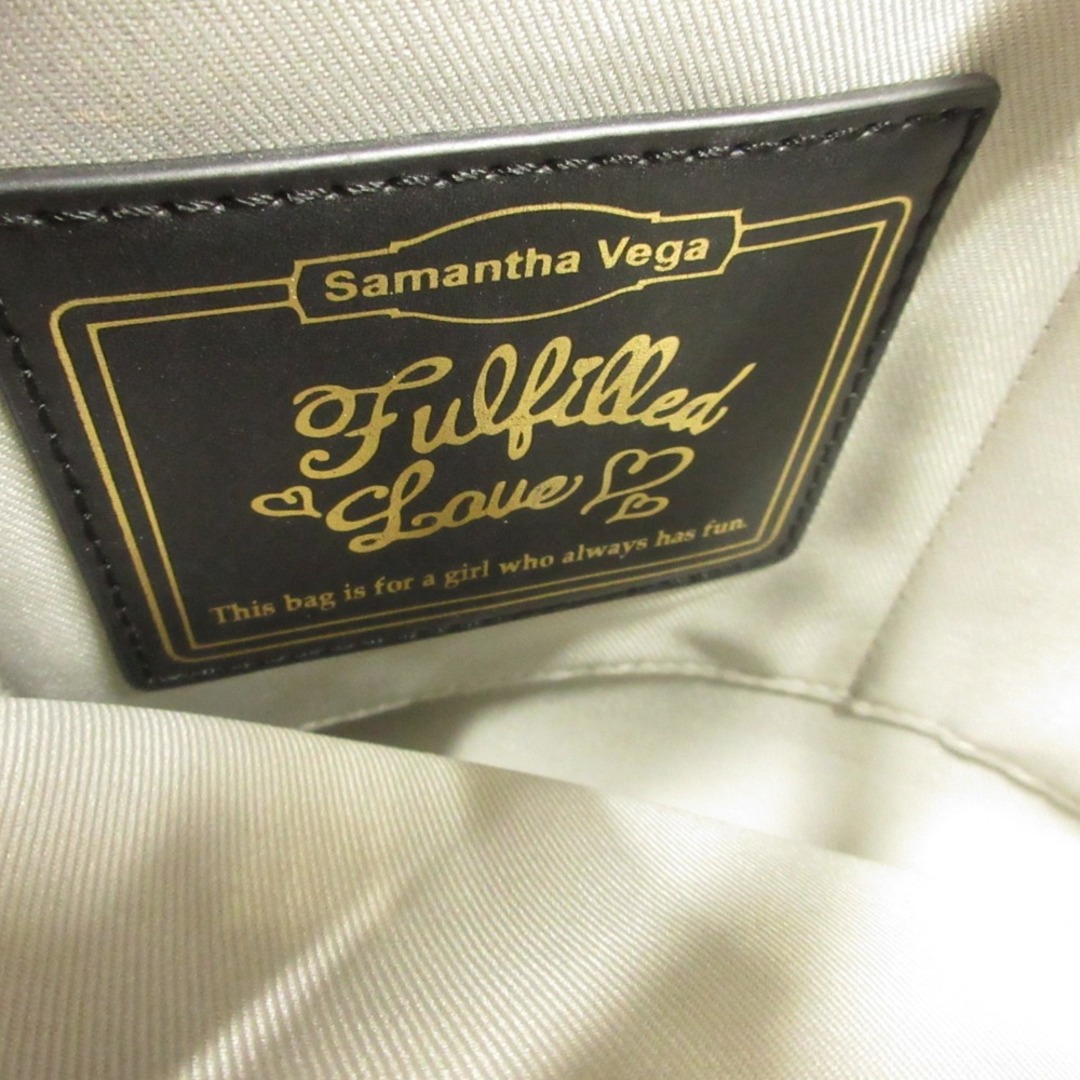 Samantha Vega
Fulfilled
Love
This bag is for a girl who always has fun.